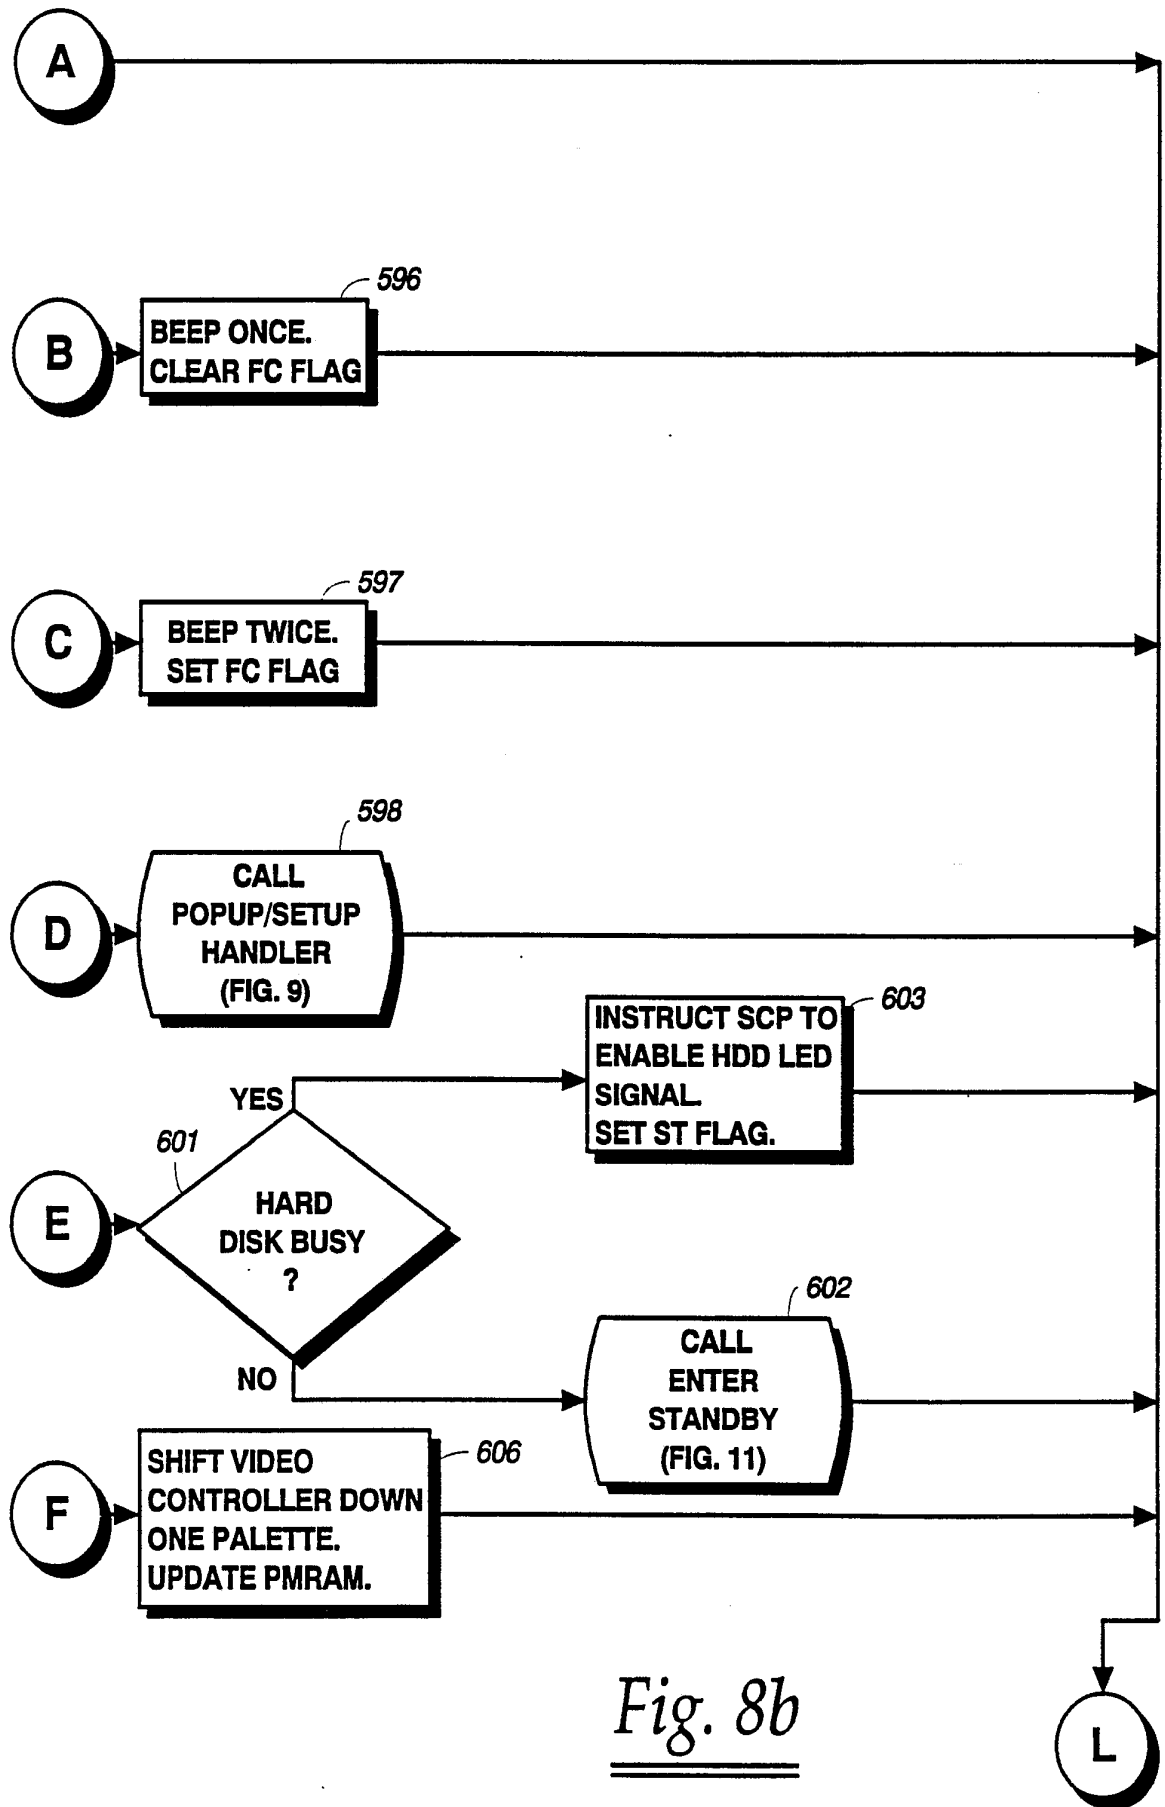 A
596
B
BEEP ONCE.
CLEAR FC FLAG
597
C
BEEP TWICE.
SET FC FLAG
598
D
CALL
POPUP/SETUP
HANDLER
(FIG. 9)
603
INSTRUCT SCP TO
ENABLE HDD LED
SIGNAL.
SET ST FLAG.
YES
601
E
HARD
DISK BUSY
?
NO
602
CALL
ENTER
STANDBY
(FIG. 11)
606
F
SHIFT VIDEO
CONTROLLER DOWN
ONE PALETTE.
UPDATE PMRAM.
Fig. 8b
L